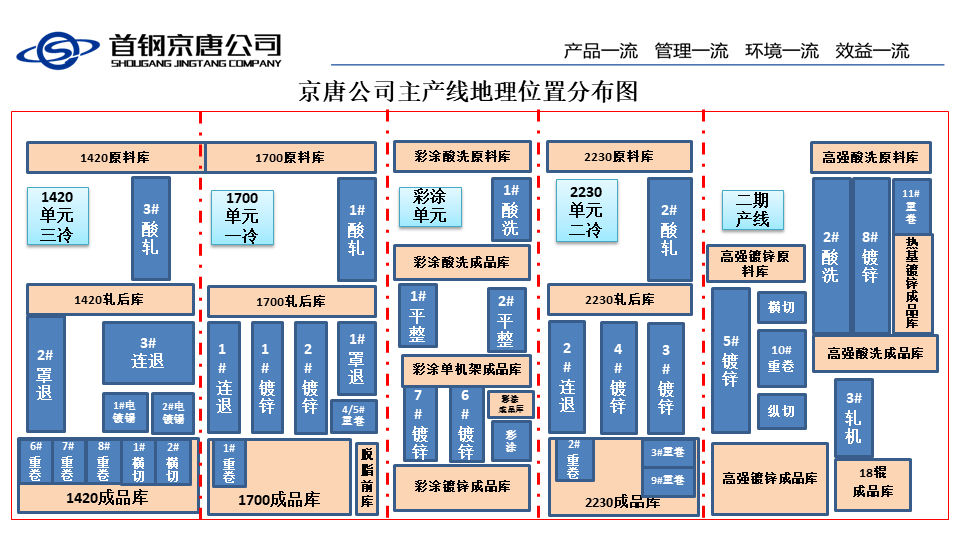 首钢京唐公司
SHOUGANG JINGTANG COMPANY
产品一流 管理一流 环境一流 效益一流
京唐公司主产线地理位置分布图
1420原料库
1420
单元
三冷
3#
酸
轧
1420轧后库
2#
罩
退
3#
连退
1#电
镀锡
2#电
镀锡
6#
重
卷
7#
重
卷
8#
重
卷
1#
横
切
2#
横
切
1420成品库
1700原料库
1700
单元
一冷
1#
酸
轧
1700轧后库
1
#
连
退
1
#
镀
锌
2
#
镀
锌
1#
罩
退
4/5#
重卷
1#
重
卷
1700成品库
脱
脂
前
库
彩涂酸洗原料库
彩涂
单元
1#
酸
洗
彩涂酸洗成品库
1#
平
整
2#
平
整
彩涂单机架成品库
7
#
镀
锌
6
#
镀
锌
彩涂
成品库
彩
涂
彩涂镀锌成品库
2230原料库
2230
单元
二冷
2#
酸
轧
2230轧后库
2
#
连
退
4
#
镀
锌
3
#
镀
锌
2#
重
卷
3#重卷
9#重卷
2230成品库
高强酸洗原料库
二期
产线
2#
酸
洗
8#
镀
锌
11#
重
卷
热
基
镀
锌
成
品
库
高强镀锌原
料库
5#
镀
锌
横切
10#
重卷
纵切
高强酸洗成品库
3#
轧
机
高强镀锌成品库
18辊
成品库